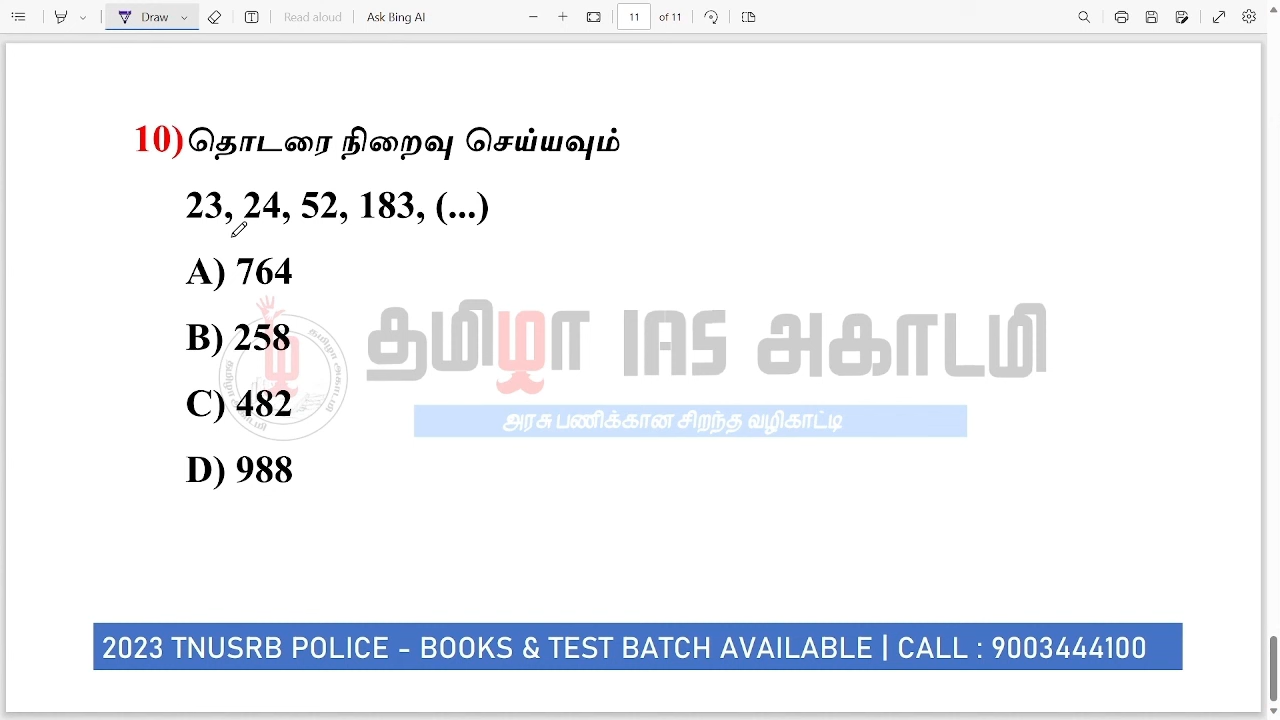 Draw
Read aloud
Ask Bing AI
11
of 11
10)தொடரை நிறைவு செய்யவும்
23, 24, 52, 183, (...)
A) 764
B) 258
C) 482
D) 988
தமிழா IAS அகாடமி
அரசு பணிக்கான சிறந்த வழிகாட்டி
2023 TNUSRB POLICE - BOOKS & TEST BATCH AVAILABLE | CALL : 9003444100